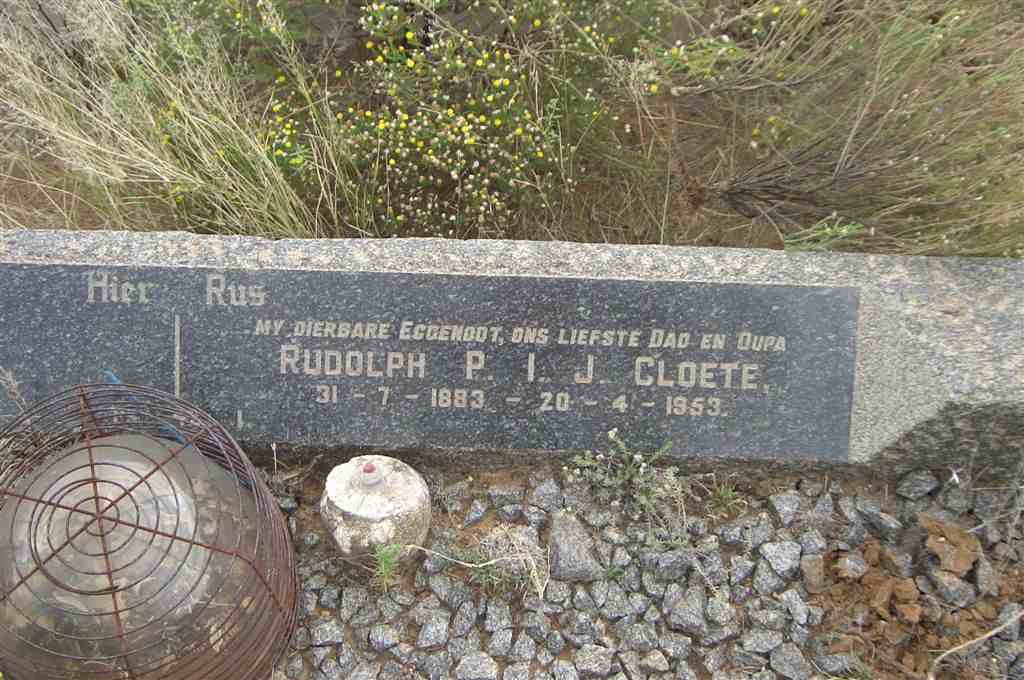 Hier Rus
MY DIERBARE EGGENOOT, ONS LIEFSTE DAD EN OUPA
RUDOLPH P. I. J. CLOETE,
31 - 7 - 1883 - 20 - 4 - 1953.